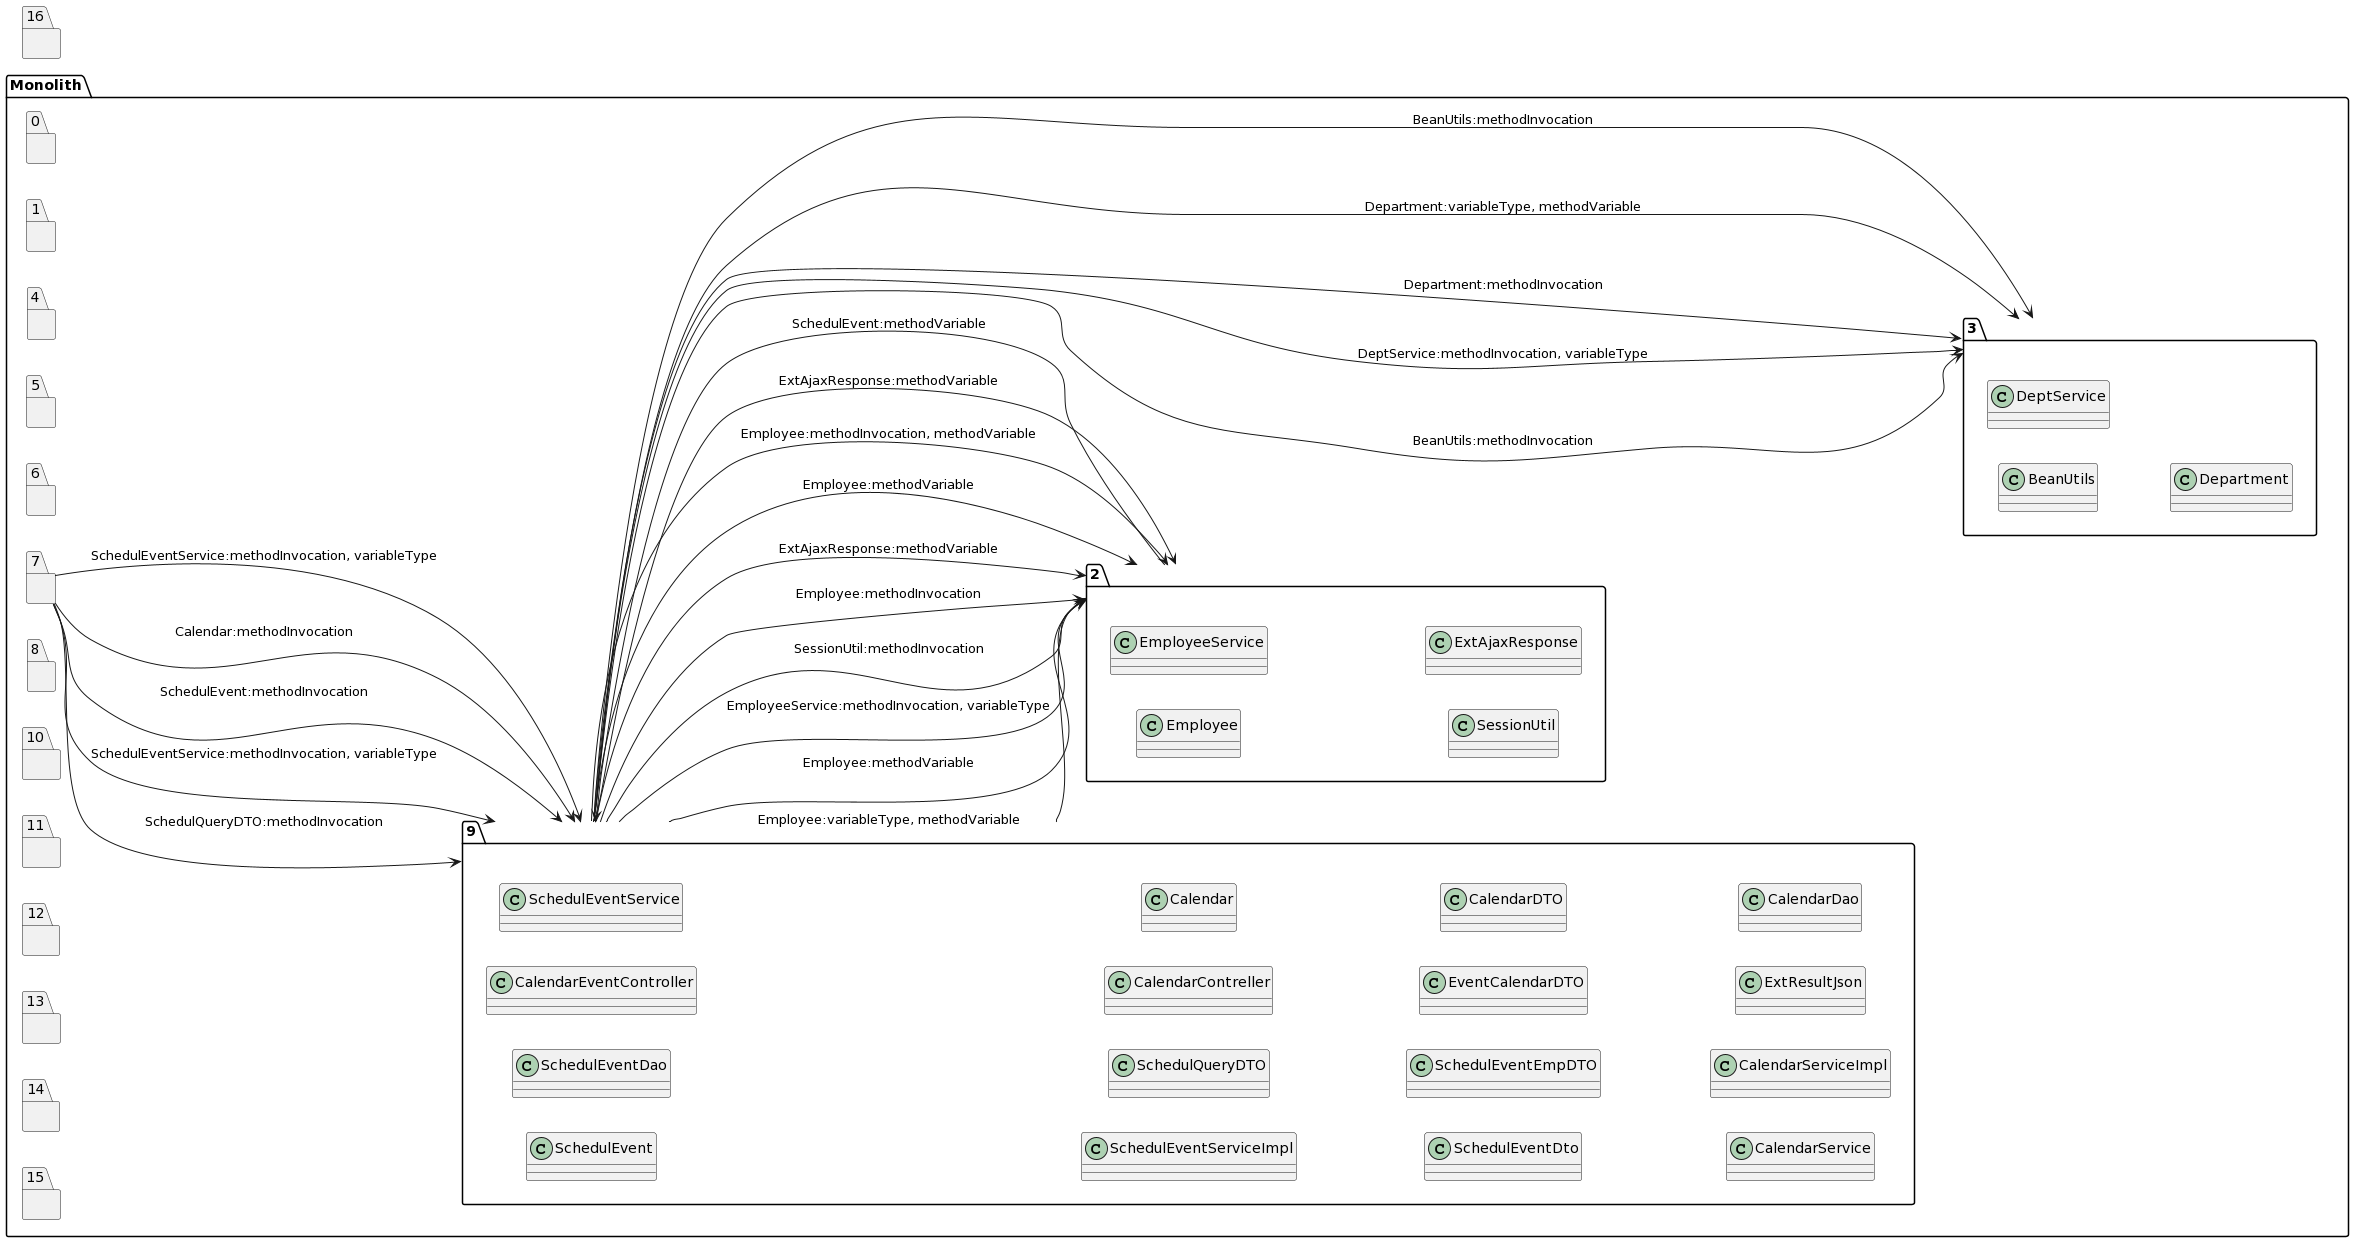 16
Monolith
0
BeanUtils:methodInvocation
1
Department:variableType, methodVariable
4
Department:methodInvocation
SchedulEvent:methodVariable
3
DeptService:methodInvocation, variableType
5
ExtAjaxResponse:methodVariable
C DeptService
Employee:methodInvocation, methodVariable
BeanUtils:methodInvocation
6
C BeanUtils
C Department
Employee:methodVariable
SchedulEventService:methodInvocation, variableType
ExtAjaxResponse:methodVariable
7
2
Employee:methodInvocation
Calendar:methodInvocation
C EmployeeService
C ExtAjaxResponse
8
SessionUtil:methodInvocation
SchedulEvent:methodInvocation
EmployeeService:methodInvocation, variableType
C Employee
C SessionUtil
10
SchedulEventService:methodInvocation, variableType
Employee:methodVariable
SchedulQueryDTO:methodInvocation
Employee:variableType, methodVariable
11
9
C SchedulEventService
C Calendar
C CalendarDTO
C CalendarDao
12
C CalendarEventController
C CalendarContreller
C EventCalendarDTO
C ExtResultJson
13
C SchedulEventDao
C SchedulQueryDTO
C SchedulEventEmpDTO
C CalendarServiceImpl
14
C SchedulEvent
C SchedulEventServiceImpl
C SchedulEventDto
C CalendarService
15